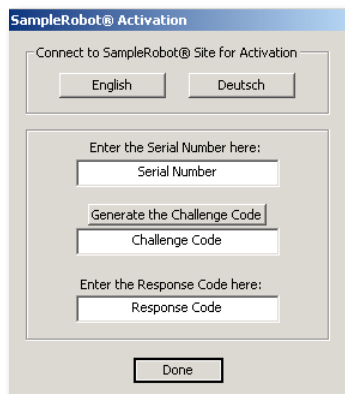 SampleRobot® Activation
Connect to SampleRobot® Site for Activation
English Deutsch
Enter the Serial Number here:
Serial Number
Generate the Challenge Code
Challenge Code
Enter the Response Code here:
Response Code
Done